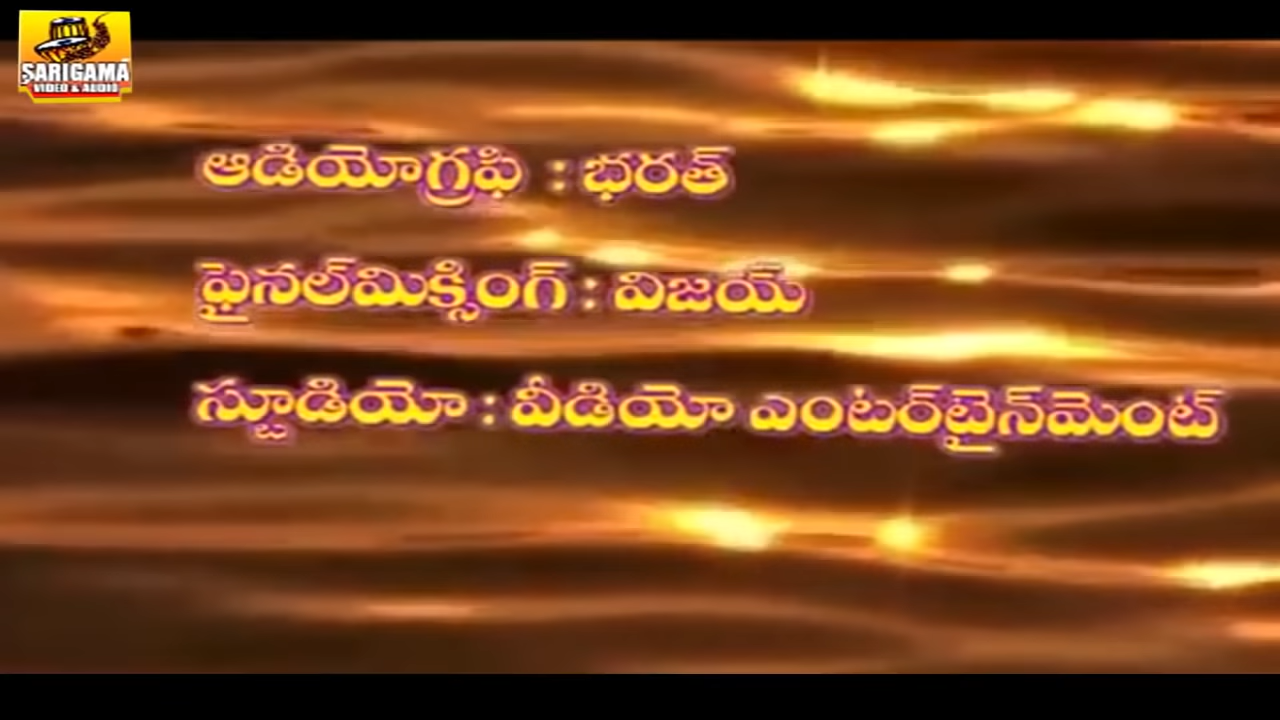 SARIGAMA
VIDEO & AUDIO
ఆడియోగ్రఫి : భరత్
ఫైనల్‌మిక్సింగ్ : విజయ్
స్టూడియో : వీడియో ఎంటర్‌టైన్‌మెంట్